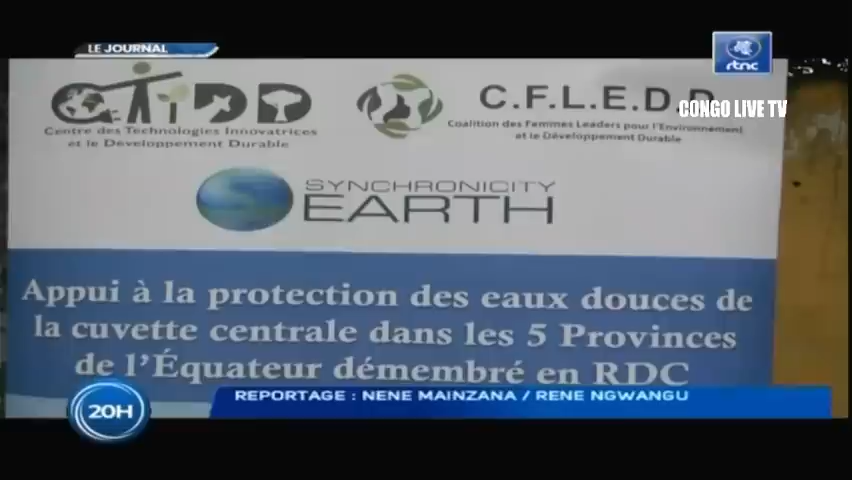 LE JOURNAL
rtnc
CTIDD
Centre des Technologies Innovatrices
et le Développement Durable
C.F.L.E.D.D
CONGO LIVE TV
Coalition des Femmes Leaders pour l'Environnement
et le Développement Durable
SYNCHRONICITY
EARTH
Appui à la protection des eaux douces de
la cuvette centrale dans les 5 Provinces
de l'Équateur démembré en RDC
20H
REPORTAGE : NENE MAINZANA / RENE NGWANGU